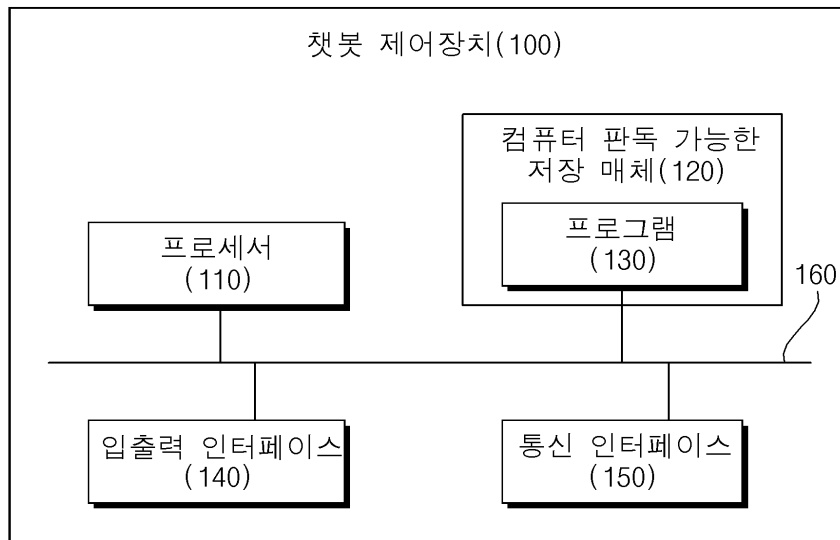 챗봇 제어장치(100)
컴퓨터 판독 가능한
저장 매체(120)
프로세서
(110)
프로그램
(130)
160
입출력 인터페이스
(140)
통신 인터페이스
(150)